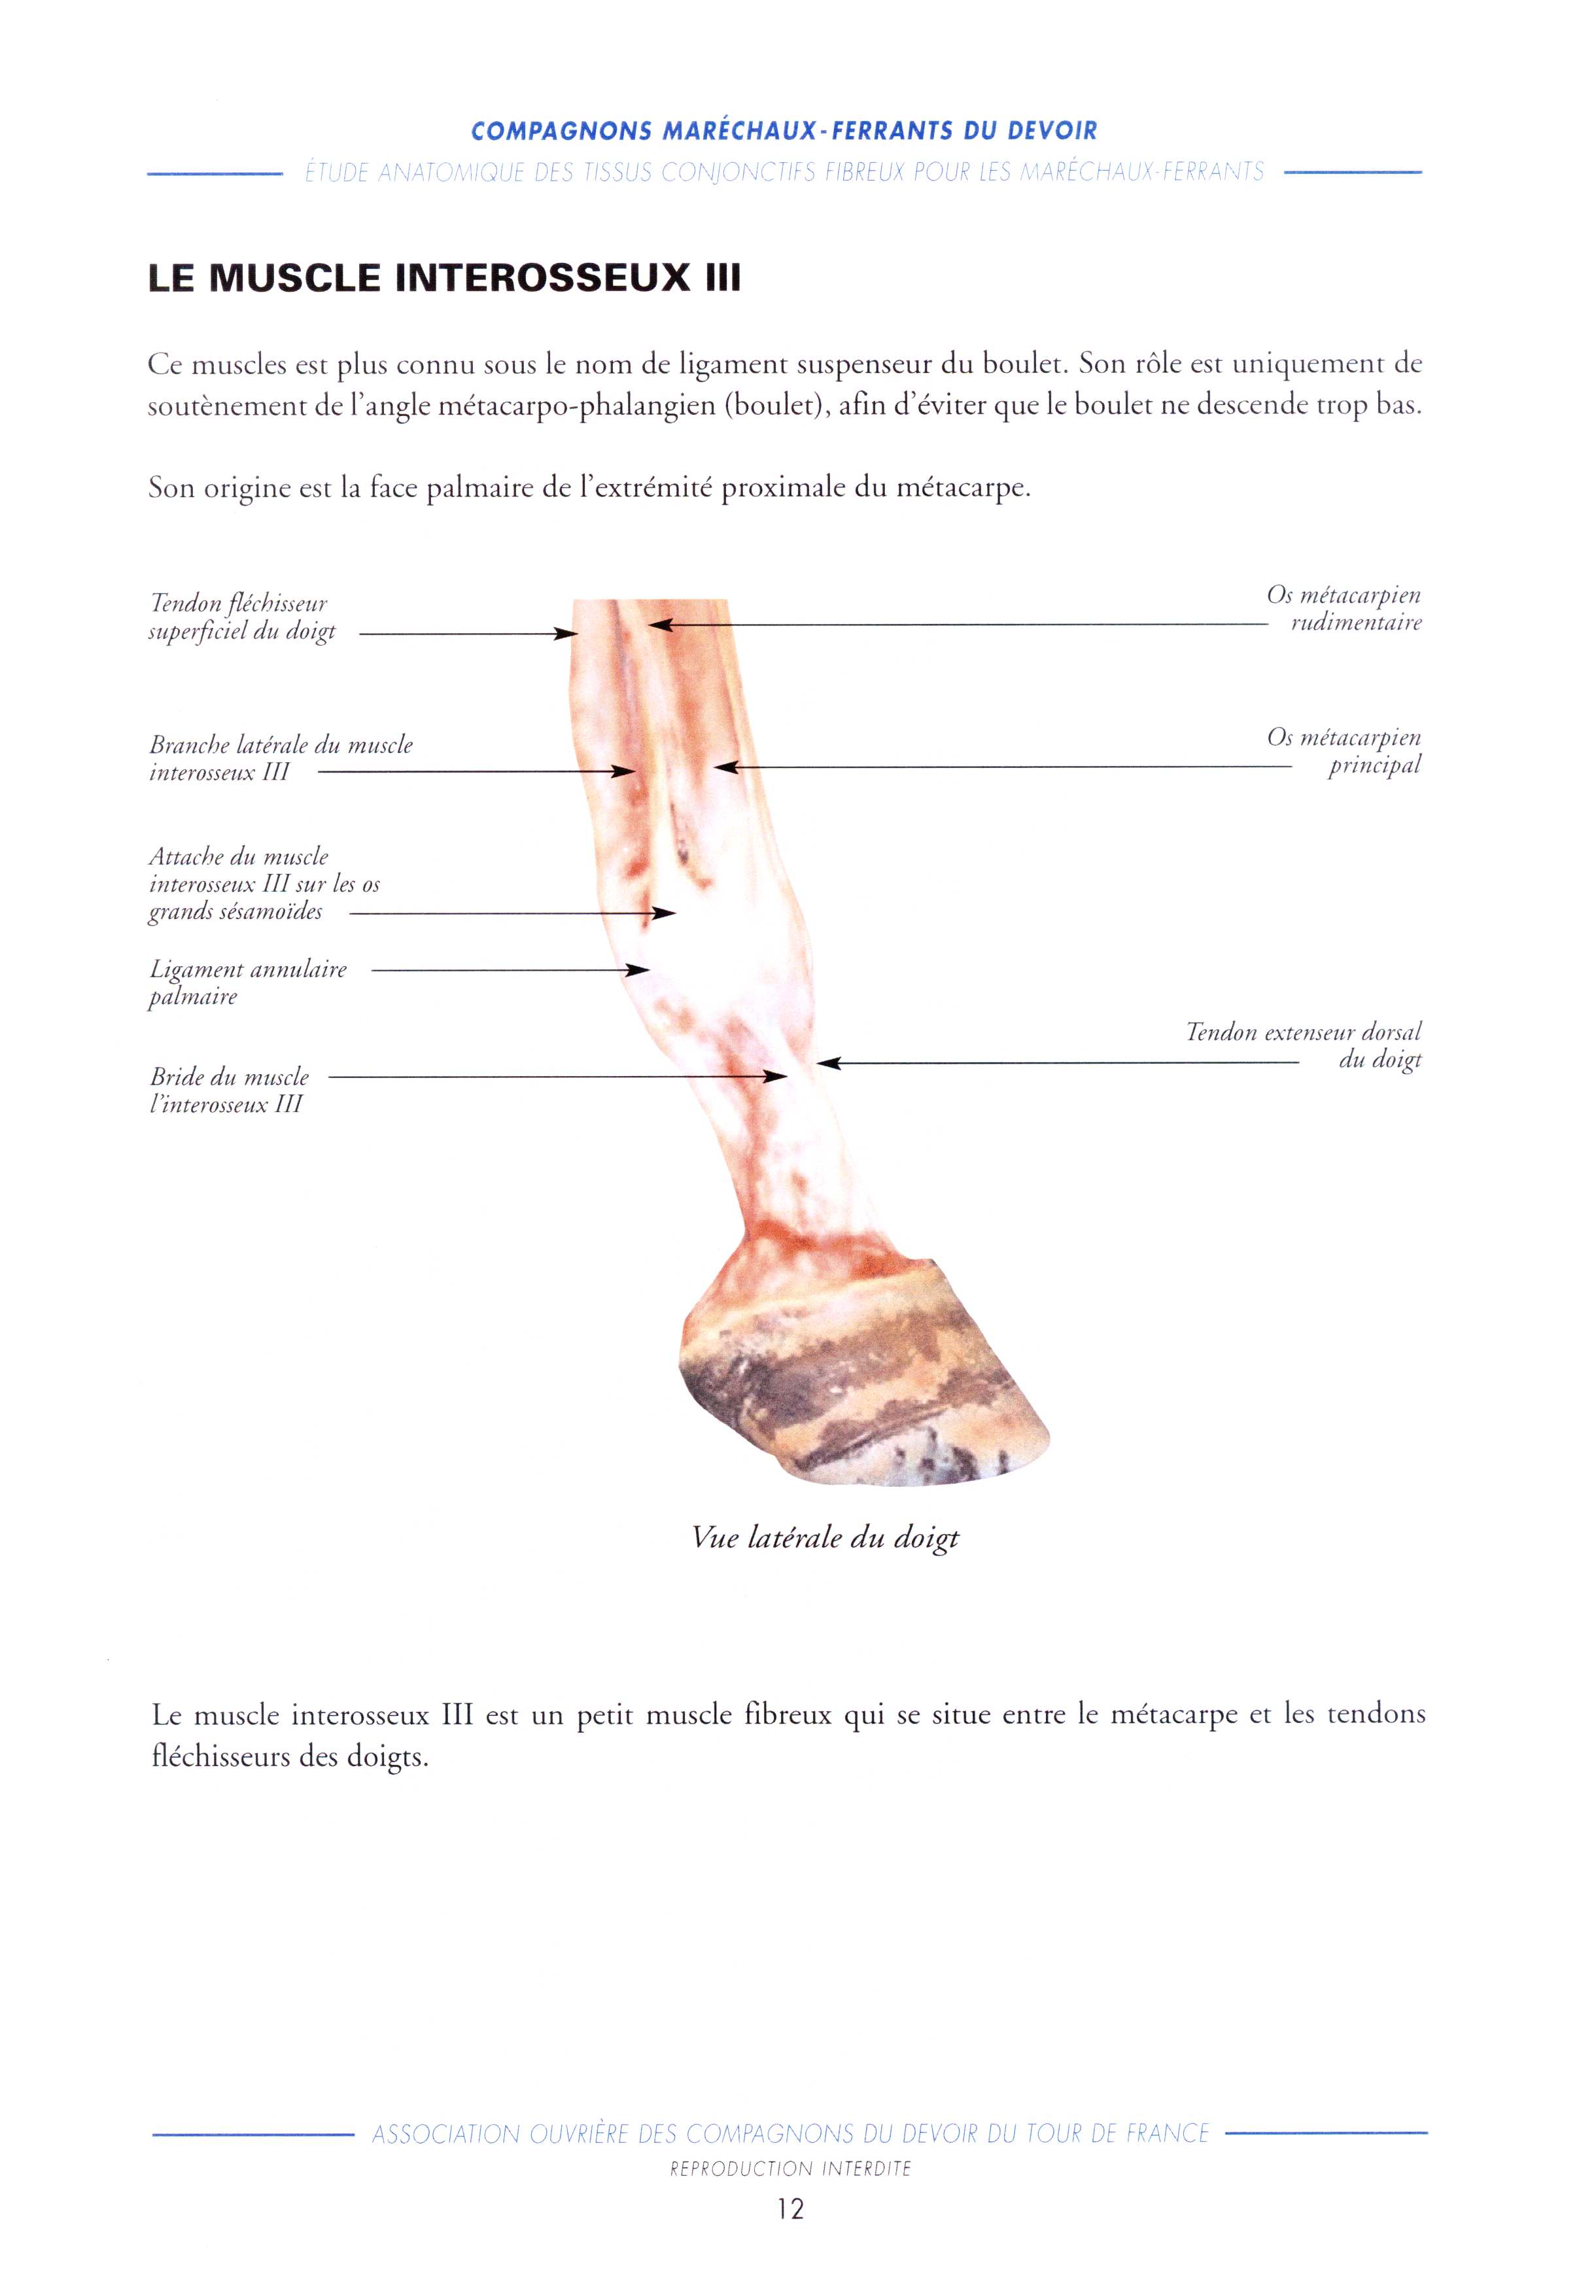 COMPAGNONS MARÉCHAUX-FERRANTS DU DEVOIR
ÉTUDE ANATOMIQUE DES TISSUS CONJONCTIFS FIBREUX POUR LES MARÉCHAUX-FERRANTS
LE MUSCLE INTEROSSEUX III
Ce muscles est plus connu sous le nom de ligament suspenseur du boulet. Son rôle est uniquement de
soutènement de l'angle métacarpo-phalangien (boulet), afin d'éviter que le boulet ne descende trop bas.
Son origine est la face palmaire de l'extrémité proximale du métacarpe.
Tendon fléchisseur
superficiel du doigt
Branche latérale du muscle
interosseux III
Attache du muscle
interosseux III sur les os
grands sésamoïdes
Ligament annulaire
palmaire
Bride du muscle
l'interosseux III
Os métacarpien
rudimentaire
Os métacarpien
principal
Tendon extenseur dorsal
du doigt
Vue latérale du doigt
Le muscle interosseux III est un petit muscle fibreux qui se situe entre le métacarpe et les tendons
fléchisseurs des doigts.
ASSOCIATION OUVRIÈRE DES COMPAGNONS DU DEVOIR DU TOUR DE FRANCE
REPRODUCTION INTERDITE
12